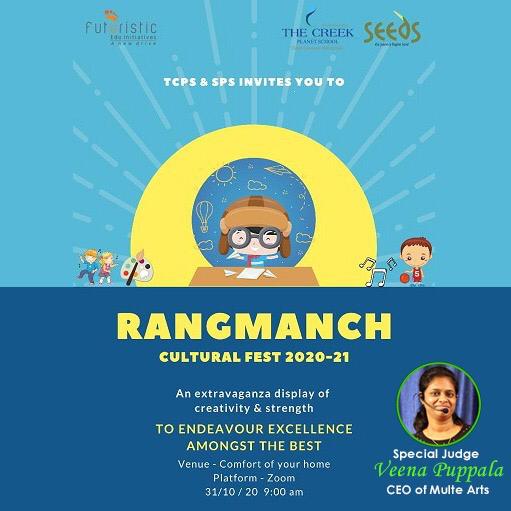 Futuristic
Edu Initiatives
A new drive
THE CREEK
PLANET SCHOOL
SEEDS
TCPS & SPS INVITES YOU TO
RANGMANCH
CULTURAL FEST 2020-21
An extravaganza display of
creativity & strength
TO ENDEAVOUR EXCELLENCE
AMONGST THE BEST
Venue - Comfort of your home
Platform - Zoom
31/10 / 20 9:00 am
Special Judge
Veena Puppala
CEO of Multe Arts